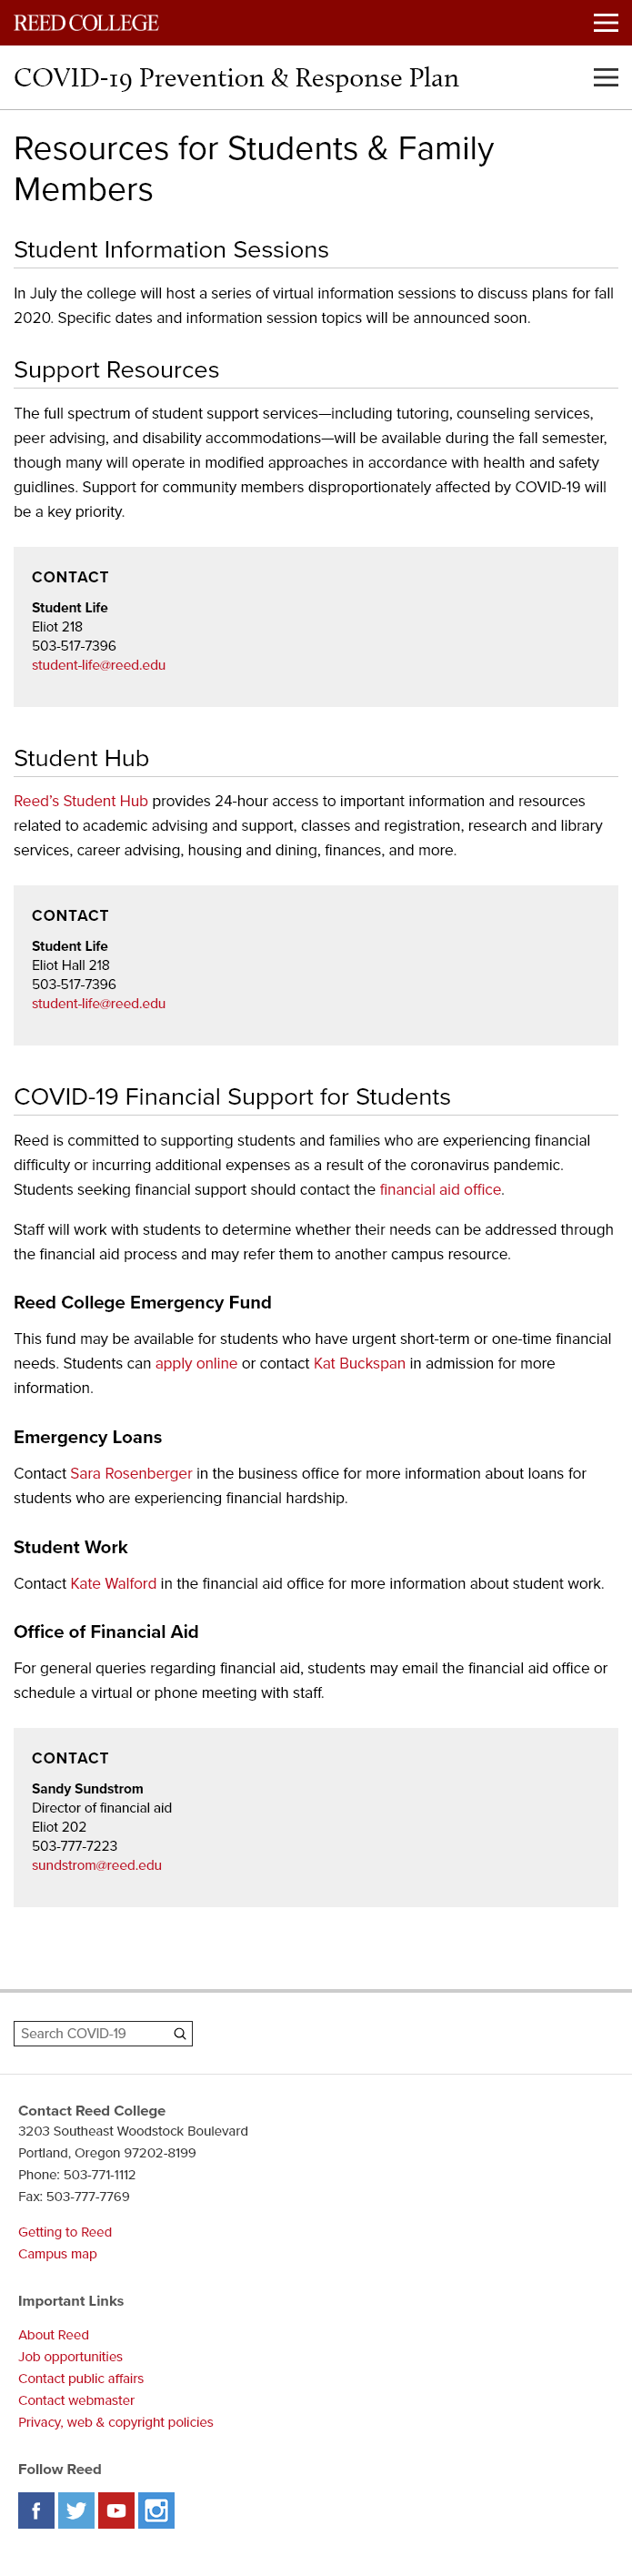 REED COLLEGE
COVID-19 Prevention & Response Plan
Resources for Students & Family
Members
Student Information Sessions
In July the college will host a series of virtual information sessions to discuss plans for fall
2020. Specific dates and information session topics will be announced soon.
Support Resources
The full spectrum of student support services—including tutoring, counseling services,
peer advising, and disability accommodations—will be available during the fall semester,
though many will operate in modified approaches in accordance with health and safety
guidlines. Support for community members disproportionately affected by COVID-19 will
be a key priority.
CONTACT
Student Life
Eliot 218
503-517-7396
student-life@reed.edu
Student Hub
Reed’s Student Hub provides 24-hour access to important information and resources
related to academic advising and support, classes and registration, research and library
services, career advising, housing and dining, finances, and more.
CONTACT
Student Life
Eliot Hall 218
503-517-7396
student-life@reed.edu
COVID-19 Financial Support for Students
Reed is committed to supporting students and families who are experiencing financial
difficulty or incurring additional expenses as a result of the coronavirus pandemic.
Students seeking financial support should contact the financial aid office.
Staff will work with students to determine whether their needs can be addressed through
the financial aid process and may refer them to another campus resource.
Reed College Emergency Fund
This fund may be available for students who have urgent short-term or one-time financial
needs. Students can apply online or contact Kat Buckspan in admission for more
information.
Emergency Loans
Contact Sara Rosenberger in the business office for more information about loans for
students who are experiencing financial hardship.
Student Work
Contact Kate Walford in the financial aid office for more information about student work.
Office of Financial Aid
For general queries regarding financial aid, students may email the financial aid office or
schedule a virtual or phone meeting with staff.
CONTACT
Sandy Sundstrom
Director of financial aid
Eliot 202
503-777-7223
sundstrom@reed.edu
Search COVID-19
Contact Reed College
3203 Southeast Woodstock Boulevard
Portland, Oregon 97202-8199
Phone: 503-771-1112
Fax: 503-777-7769
Getting to Reed
Campus map
Important Links
About Reed
Job opportunities
Contact public affairs
Contact webmaster
Privacy, web & copyright policies
Follow Reed